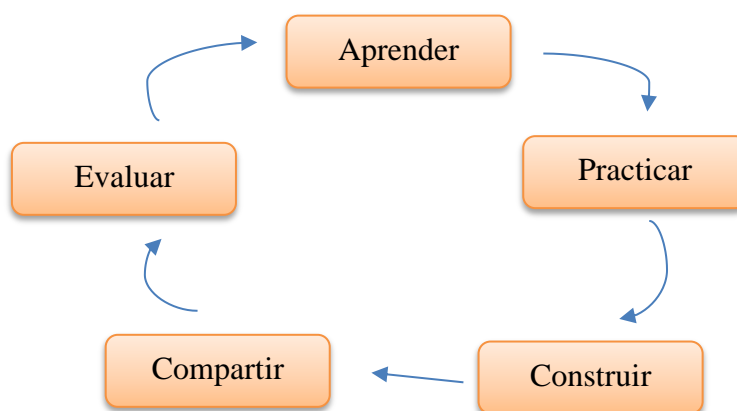 Aprender
Practicar
Construir
Compartir
Evaluar